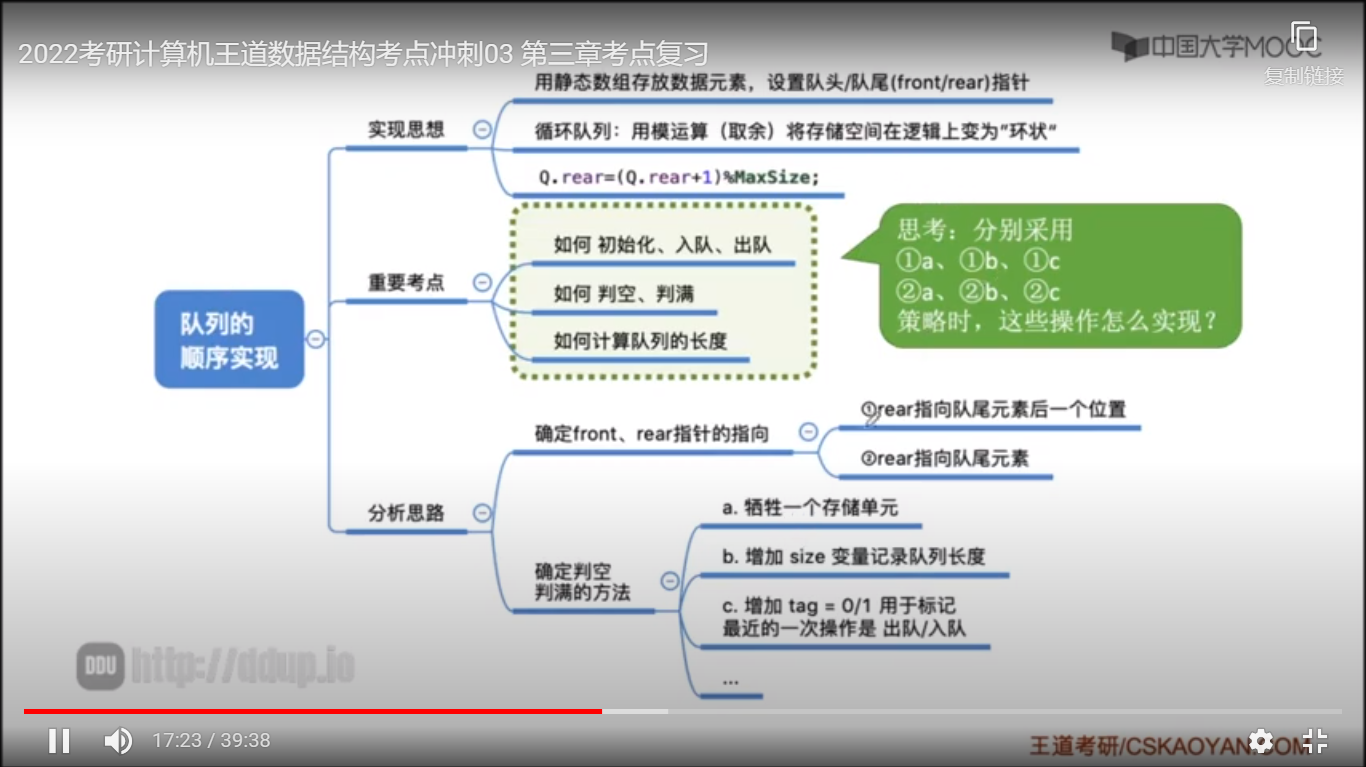 2022考研计算机王道数据结构考点冲刺03 第三章考点复习
中国大学MOOC
复制链接
用静态数组存放数据元素，设置队头/队尾(front/rear)指针
实现思想
循环队列：用模运算（取余）将存储空间在逻辑上变为"环状"
Q.rear=(Q.rear+1)%MaxSize;
思考：分别采用
①a、①b、①c
②a、②b、②c
策略时，这些操作怎么实现？
如何 初始化、入队、出队
重要考点
如何 判空、判满
如何计算队列的长度
队列的
顺序实现
①rear指向队尾元素后一个位置
确定front、rear指针的指向
②rear指向队尾元素
分析思路
a. 牺牲一个存储单元
b. 增加 size 变量记录队列长度
确定判空
判满的方法
c. 增加 tag = 0/1 用于标记
最近的一次操作是 出队/入队
...
DDU http://ddup.io
17:23 / 39:38
王道考研/CSKAOYAN.COM